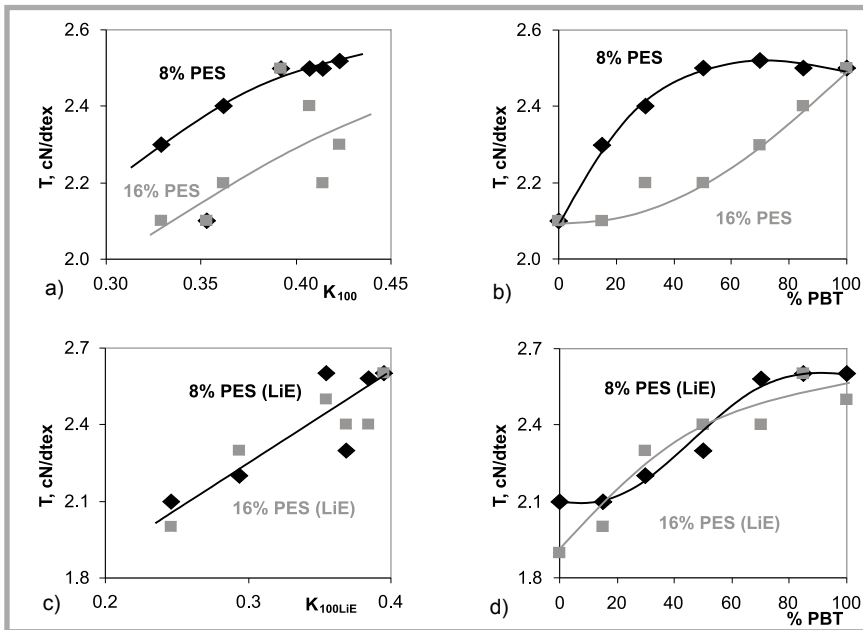 T, cN/dtex
2.6
2.4
2.2
2.0
8% PES
16% PES
0.30
0.35
0.40
0.45
K100
a)
T, cN/dtex
2.6
2.4
2.2
2.0
8% PES
16% PES
0
20
40
60
80
100
% PBT
b)
T, cN/dtex
2.7
2.4
2.1
1.8
8% PES (LiE)
16% PES (LiE)
0.2
0.3
0.4
K100LiE
c)
T, cN/dtex
2.7
2.4
2.1
1.8
8% PES (LiE)
16% PES (LiE)
0
20
40
60
80
100
% PBT
d)